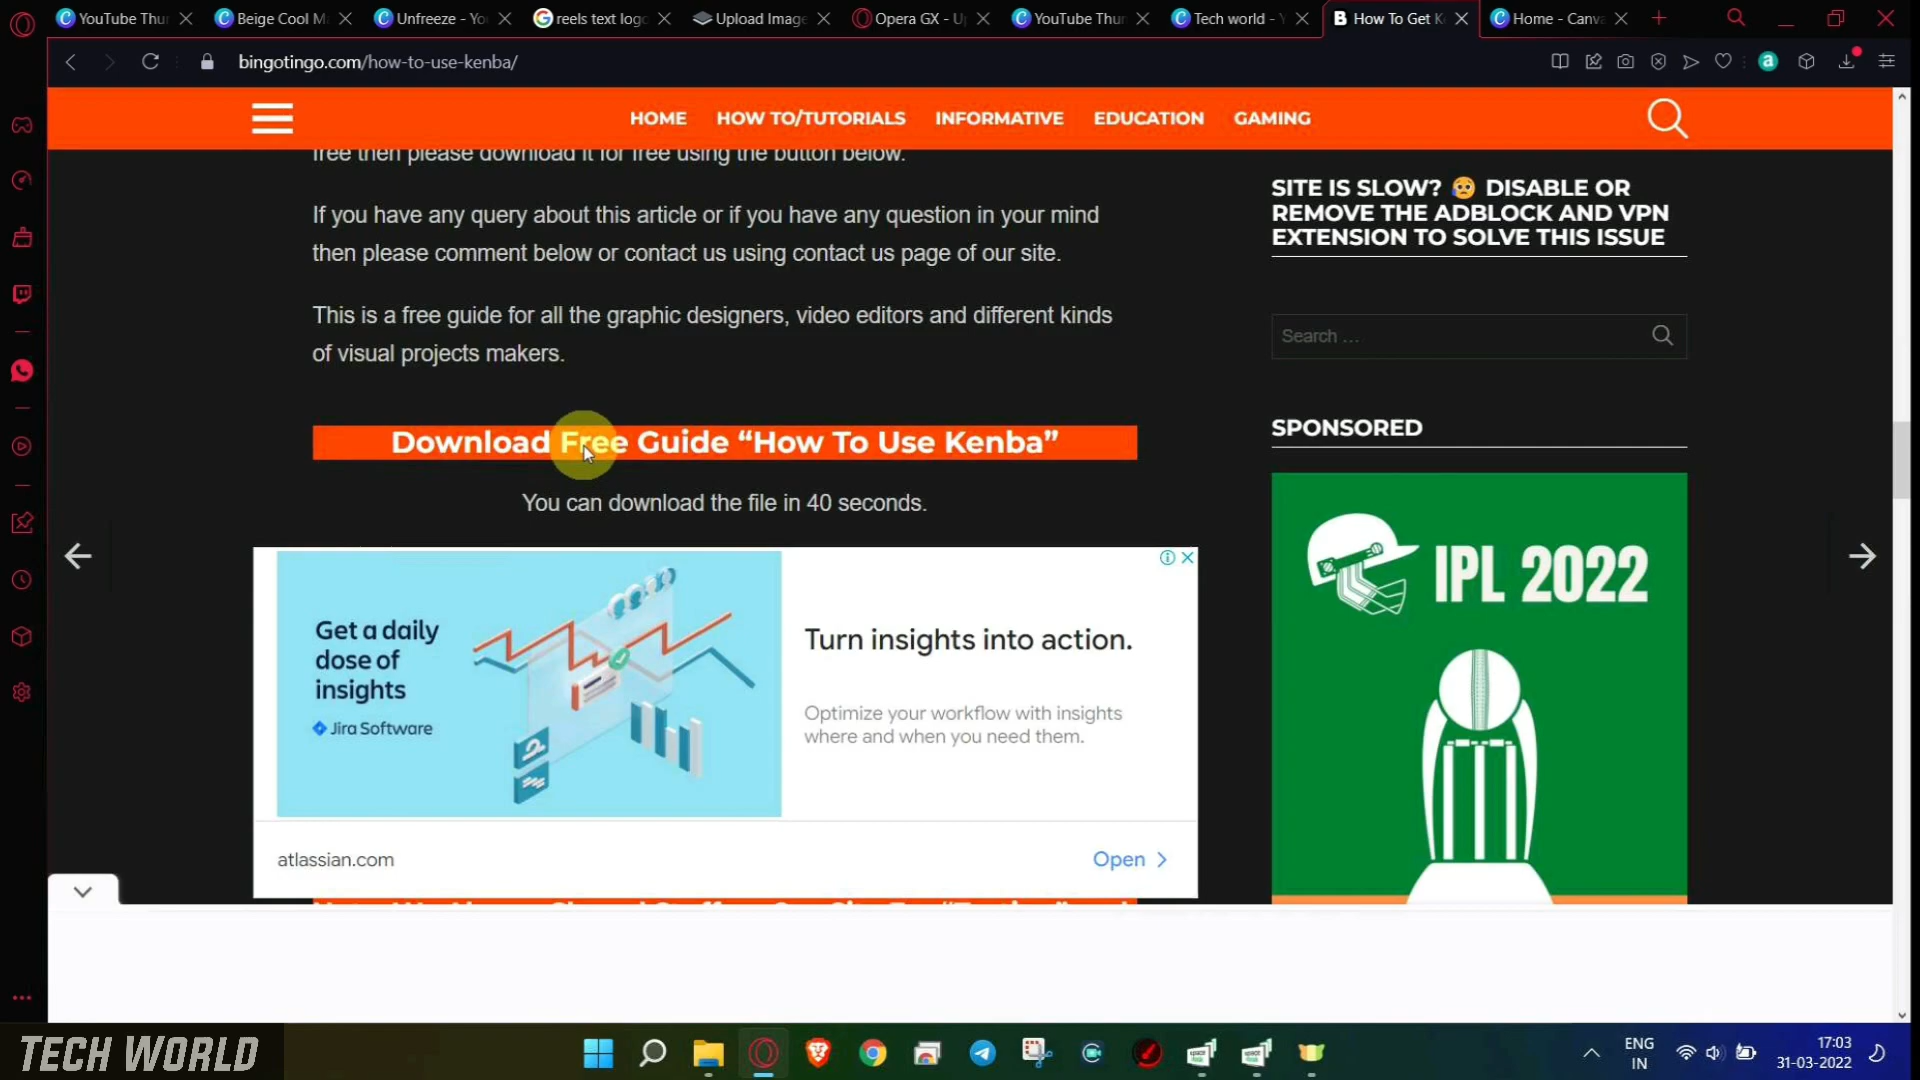 YouTube Thur
Beige Cool M
Unfreeze - Yo
reels text logo
Upload Image
Opera GX - U
YouTube Thur
Tech world - Y
How To Get K
Home - Canva
bingotingo.com/how-to-use-kenba/
HOME
HOW TO/TUTORIALS
INFORMATIVE
EDUCATION
GAMING
free then please download it for free using the button below.
If you have any query about this article or if you have any question in your mind
then please comment below or contact us using contact us page of our site.
This is a free guide for all the graphic designers, video editors and different kinds
of visual projects makers.
Download Free Guide “How To Use Kenba”
You can download the file in 40 seconds.
Get a daily
dose of
insights
Jira Software
Turn insights into action.
Optimize your workflow with insights
where and when you need them.
atlassian.com
Open
SITE IS SLOW? 😥 DISABLE OR
REMOVE THE ADBLOCK AND VPN
EXTENSION TO SOLVE THIS ISSUE
Search …
SPONSORED
IPL 2022
TECH WORLD
ENG
IN
17:03
31-03-2022